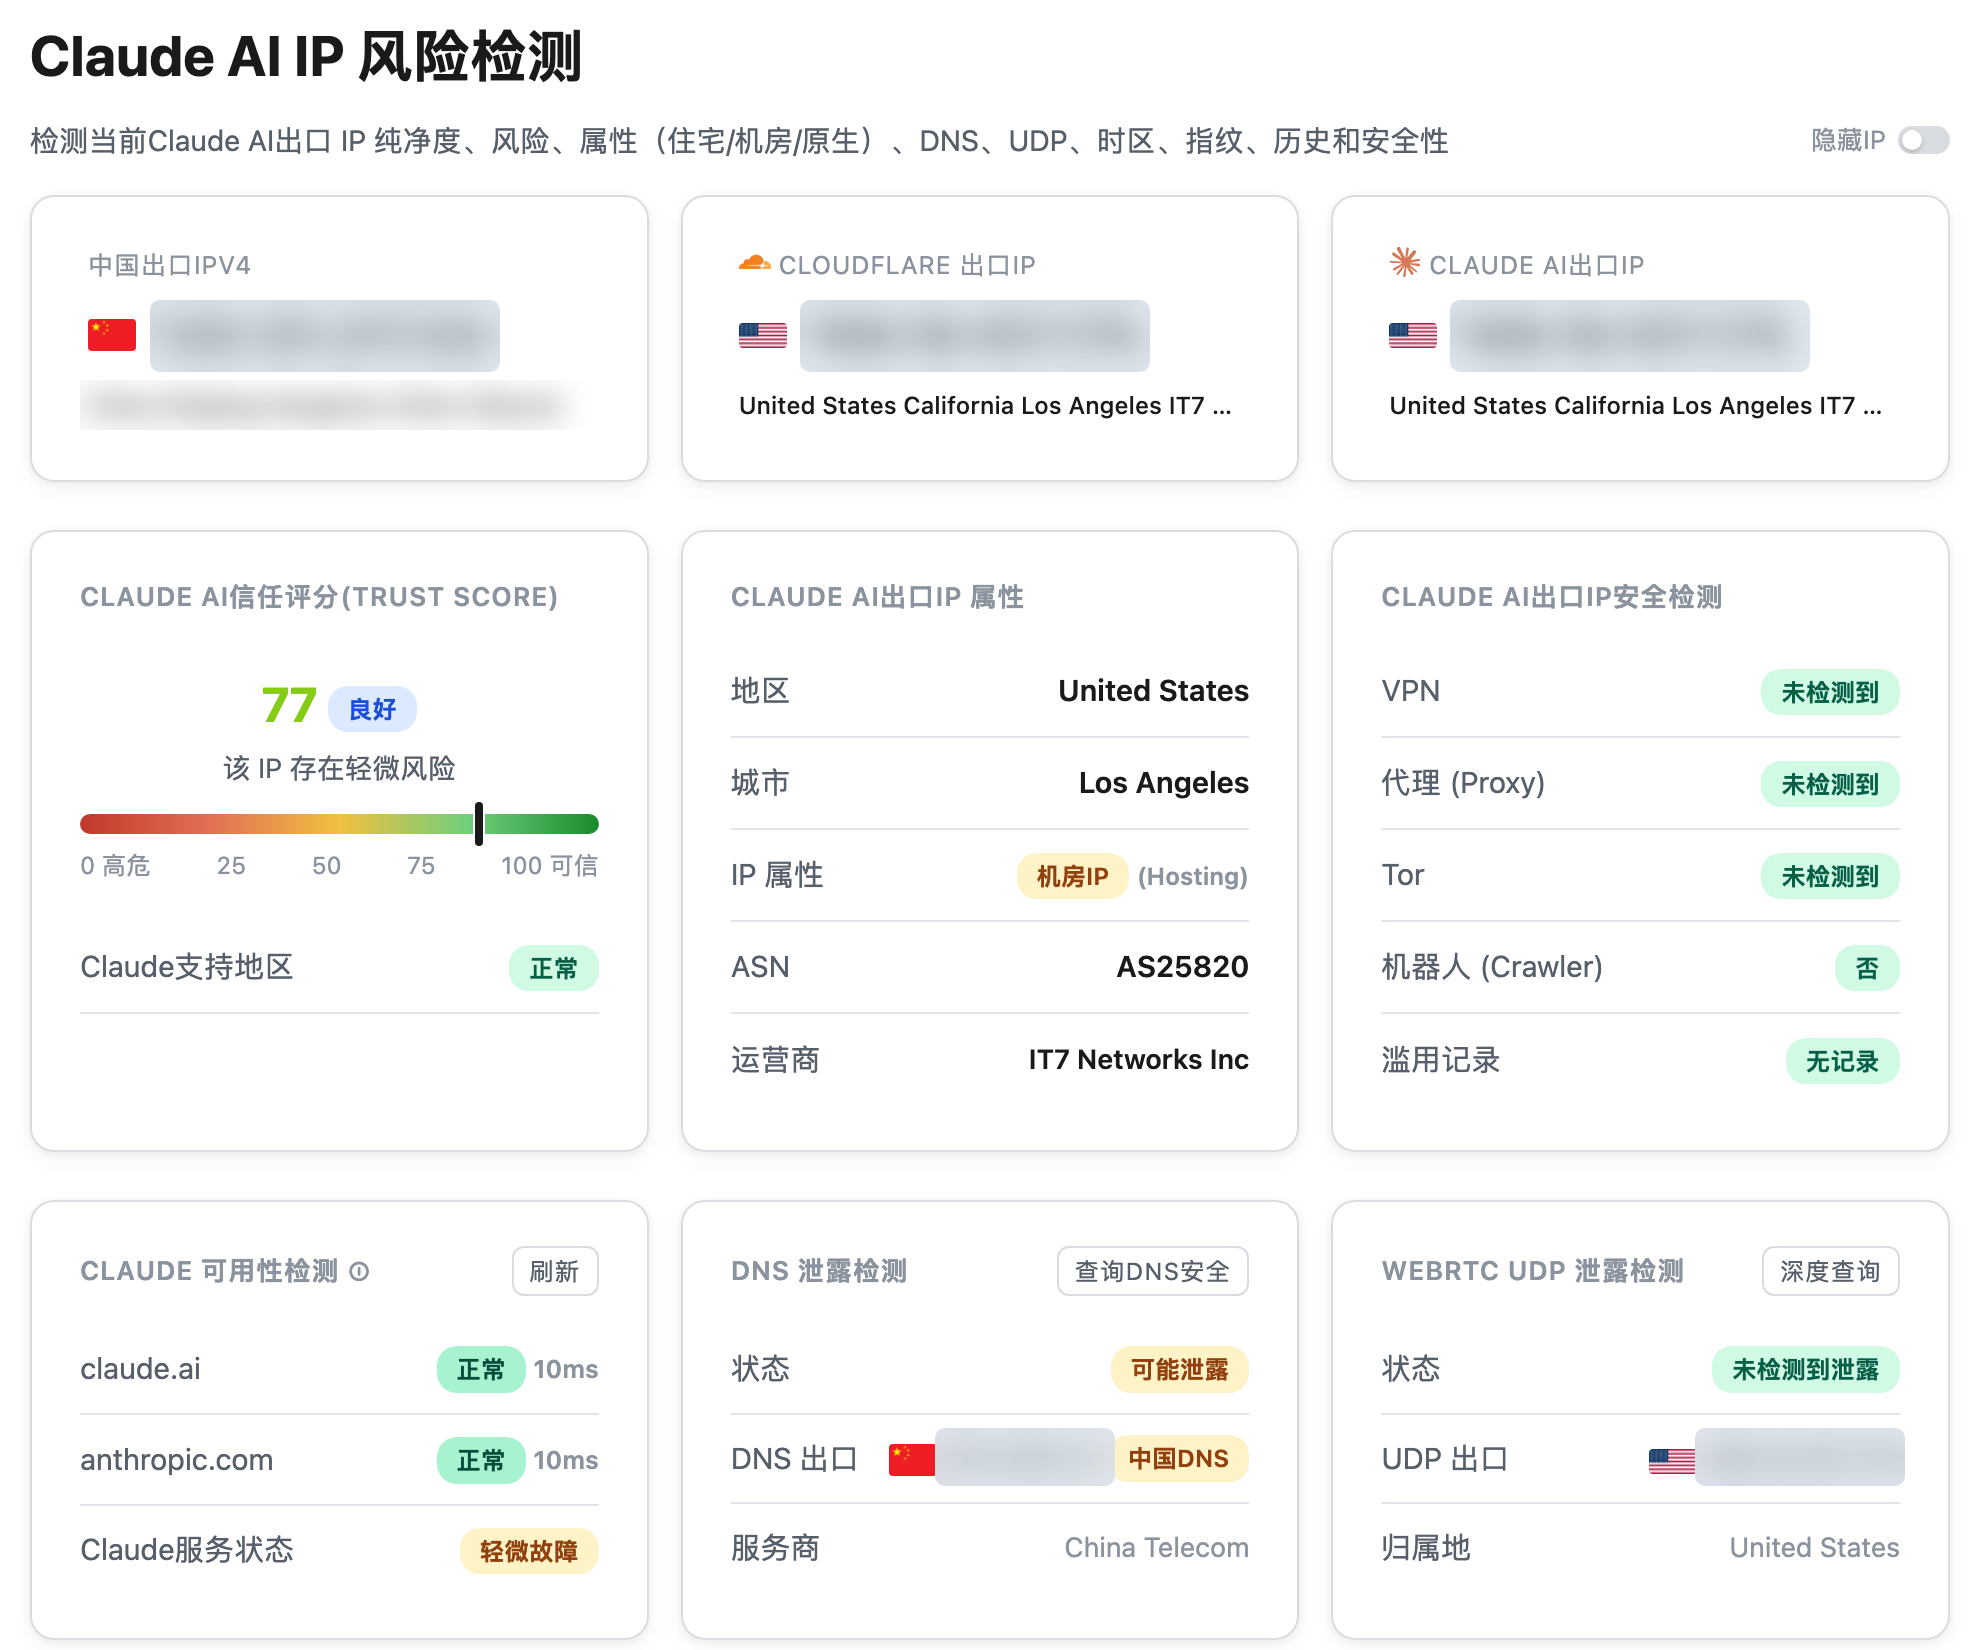 Claude AI IP 风险检测
检测当前Claude AI出口 IP 纯净度、风险、属性（住宅/机房/原生）、DNS、UDP、时区、指纹、历史和安全性
隐藏IP
中国出口IPV4
CLOUDFLARE 出口IP
United States California Los Angeles IT7 ...
CLAUDE AI出口IP
United States California Los Angeles IT7 ...
CLAUDE AI信任评分(TRUST SCORE)
77 良好
该 IP 存在轻微风险
0 高危 25 50 75 100 可信
Claude支持地区 正常
CLAUDE AI出口IP 属性
地区 United States
城市 Los Angeles
IP 属性 机房IP (Hosting)
ASN AS25820
运营商 IT7 Networks Inc
CLAUDE AI出口IP安全检测
VPN 未检测到
代理 (Proxy) 未检测到
Tor 未检测到
机器人 (Crawler) 否
滥用记录 无记录
CLAUDE 可用性检测 刷新
claude.ai 正常 10ms
anthropic.com 正常 10ms
Claude服务状态 轻微故障
DNS 泄露检测 查询DNS安全
状态 可能泄露
DNS 出口 中国DNS
服务商 China Telecom
WEBRTC UDP 泄露检测 深度查询
状态 未检测到泄露
UDP 出口
归属地 United States